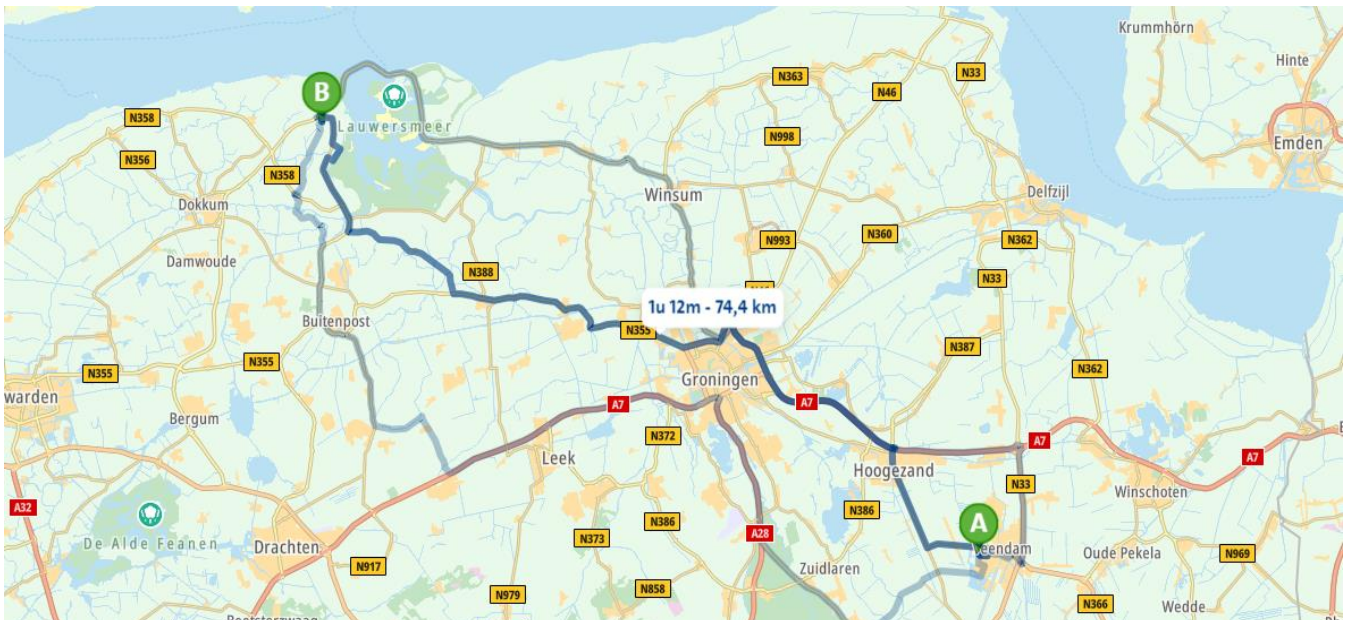 Krummhörn
Hinte
N363
N33
N46
B
N358
Lauwersmeer
N998
Emden
N356
N358
Winsum
Delfzijl
Dokkum
N993
N360
N362
Damwoude
N388
N33
1u 12m - 74,4 km
Buitenpost
N355
N387
N355
N355
Groningen
N362
warden
A7
A7
Bergum
N372
A7
A7
Leek
Hoogezand
N33
Winschoten
A32
N386
N386
A
De Alde Feanen
Drachten
N373
A28
eendam
Oude Pekela
N969
N917
Zuidlaren
N979
N858
N366
Wedde